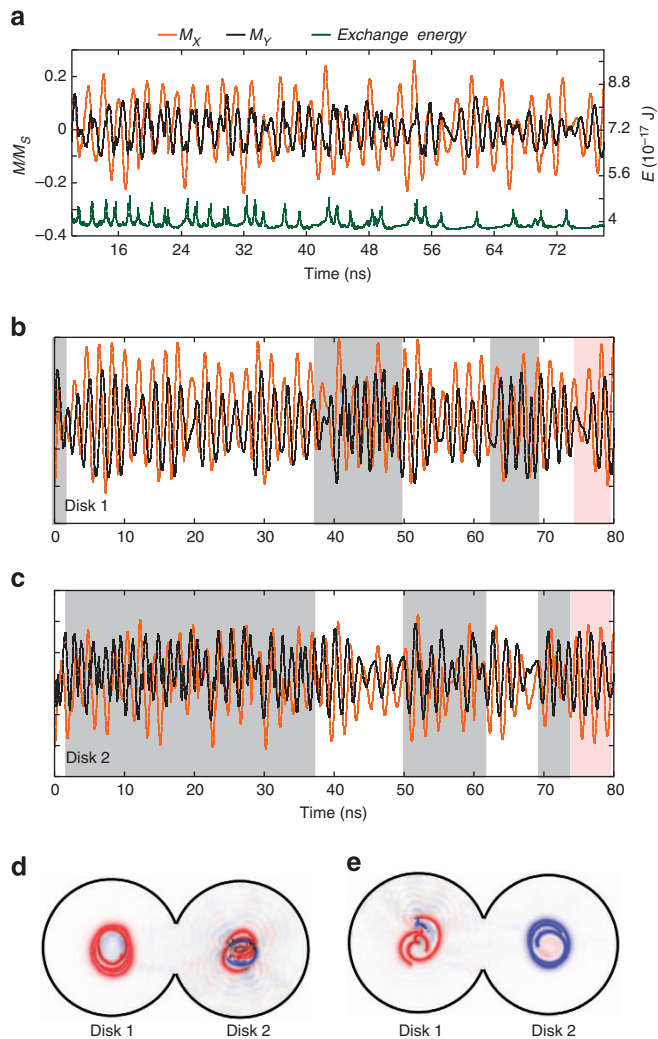 a
M_X M_Y Exchange energy
0.2
0
−0.2
−0.4
M/M_S
8.8
7.2
5.6
4
E (10⁻¹⁷ J)
16 24 32 40 48 56 64 72
Time (ns)
b
Disk 1
0 10 20 30 40 50 60 70 80
c
Disk 2
0 10 20 30 40 50 60 70 80
Time (ns)
d
e
Disk 1 Disk 2 Disk 1 Disk 2